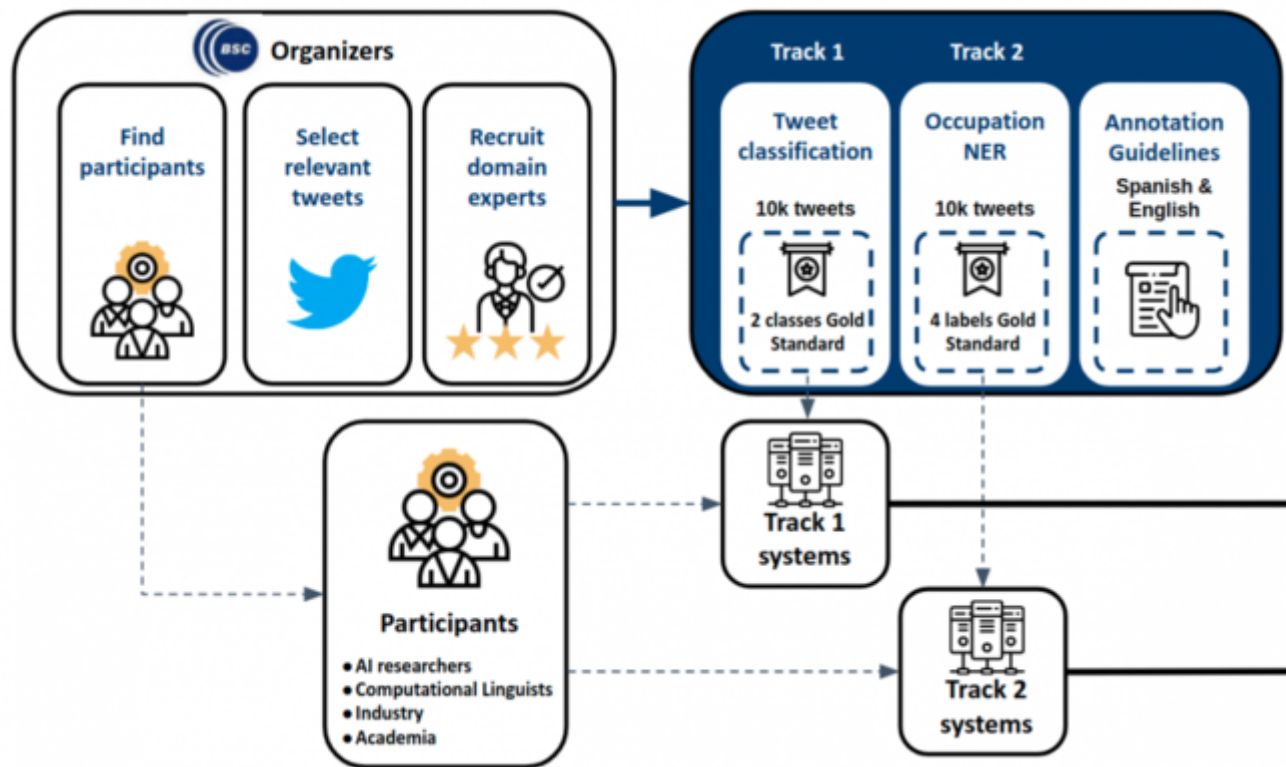 BSC
Organizers
Find
participants
Select
relevant
tweets
Recruit
domain
experts
Track 1
Track 2
Tweet
classification
10k tweets
2 classes Gold
Standard
Occupation
NER
10k tweets
4 labels Gold
Standard
Annotation
Guidelines
Spanish &
English
Participants
● AI researchers
● Computational Linguists
● Industry
● Academia
Track 1
systems
Track 2
systems